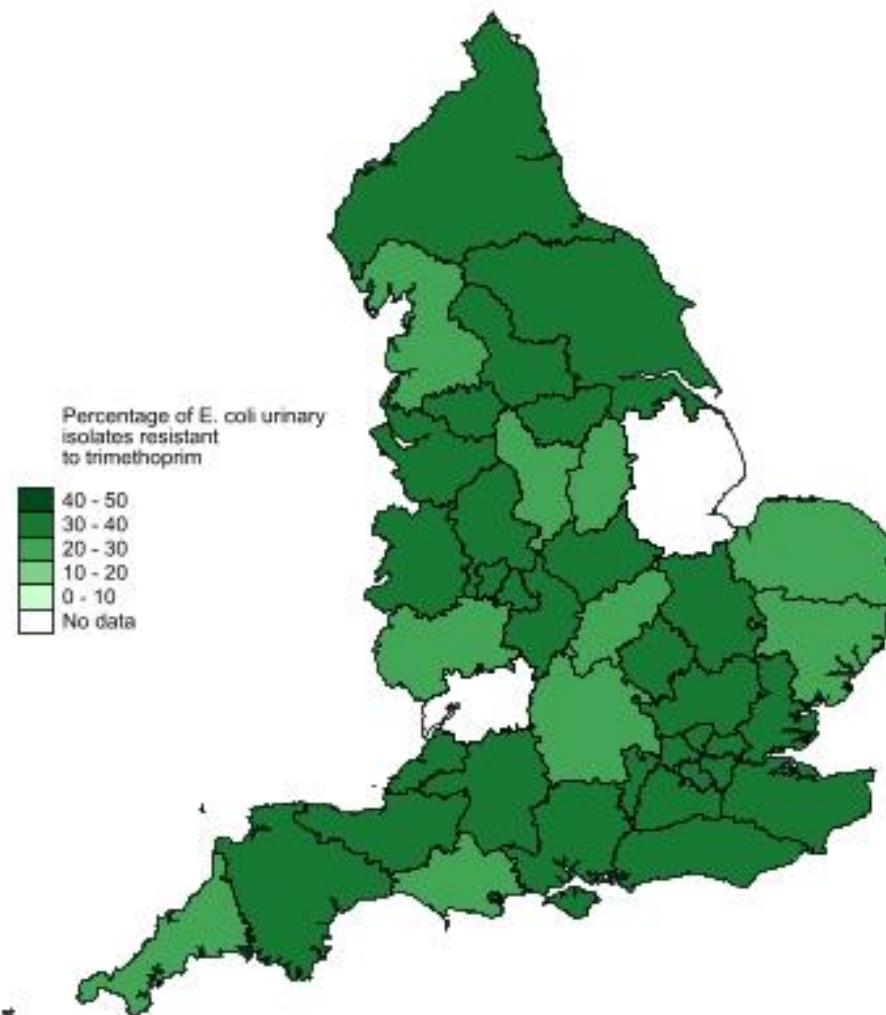 Percentage of E. coli urinary
isolates resistant
to trimethoprim
40 - 50
30 - 40
20 - 30
10 - 20
0 - 10
No data